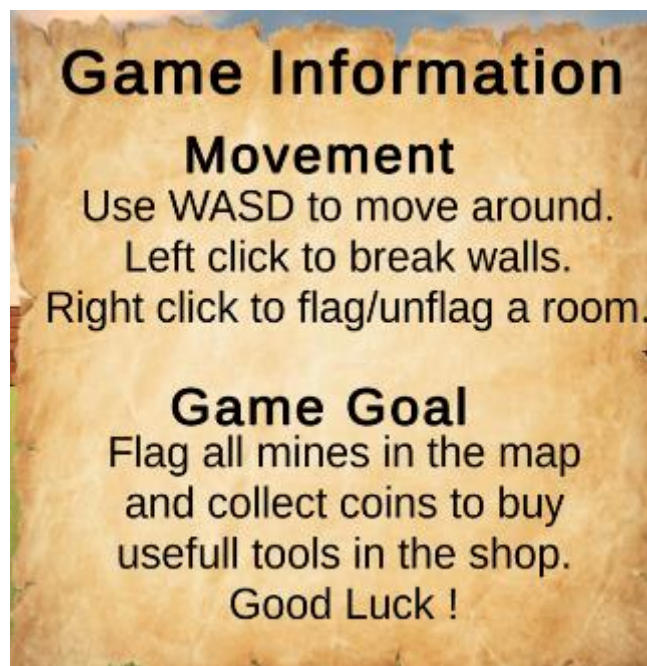 Game Information
Movement
Use WASD to move around.
Left click to break walls.
Right click to flag/unflag a room.
Game Goal
Flag all mines in the map
and collect coins to buy
usefull tools in the shop.
Good Luck !